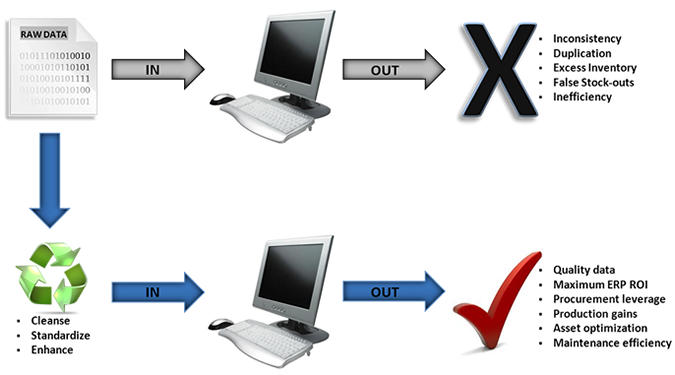 RAW DATA
01011101010010
10001010110101
01010010101111
01010010010100
01101010010101
IN
OUT
Inconsistency
Duplication
Excess Inventory
False Stock-outs
Inefficiency
Cleanse
Standardize
Enhance
IN
OUT
Quality data
Maximum ERP ROI
Procurement leverage
Production gains
Asset optimization
Maintenance efficiency